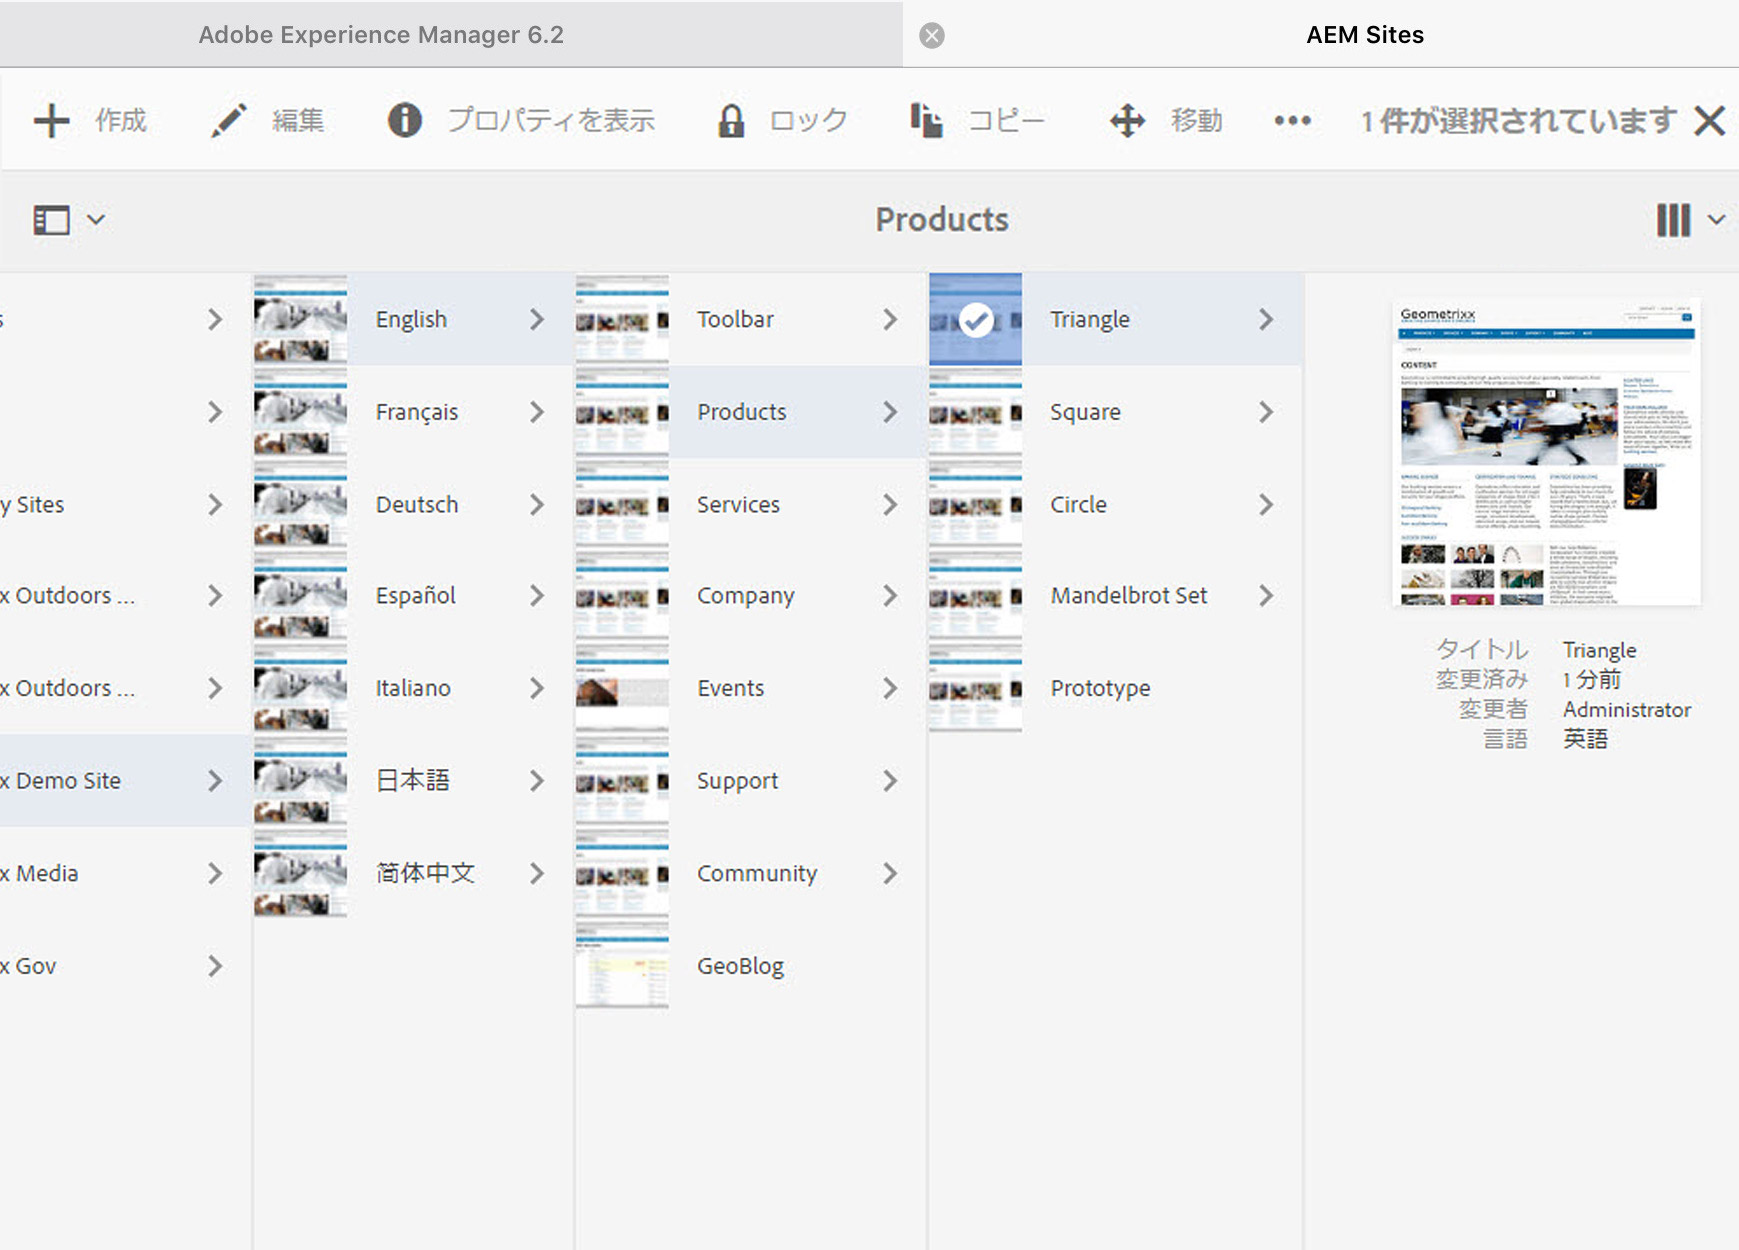 Adobe Experience Manager 6.2
AEM Sites
作成
編集
プロパティを表示
ロック
コピー
移動
1 件が選択されています
Products
s
y Sites
x Outdoors ...
x Outdoors ...
x Demo Site
x Media
x Gov
English
Français
Deutsch
Español
Italiano
日本語
简体中文
Toolbar
Products
Services
Company
Events
Support
Community
GeoBlog
Triangle
Square
Circle
Mandelbrot Set
Prototype
Geometrixx
CONTENT
タイトル Triangle
変更済み 1 分前
変更者 Administrator
言語 英語